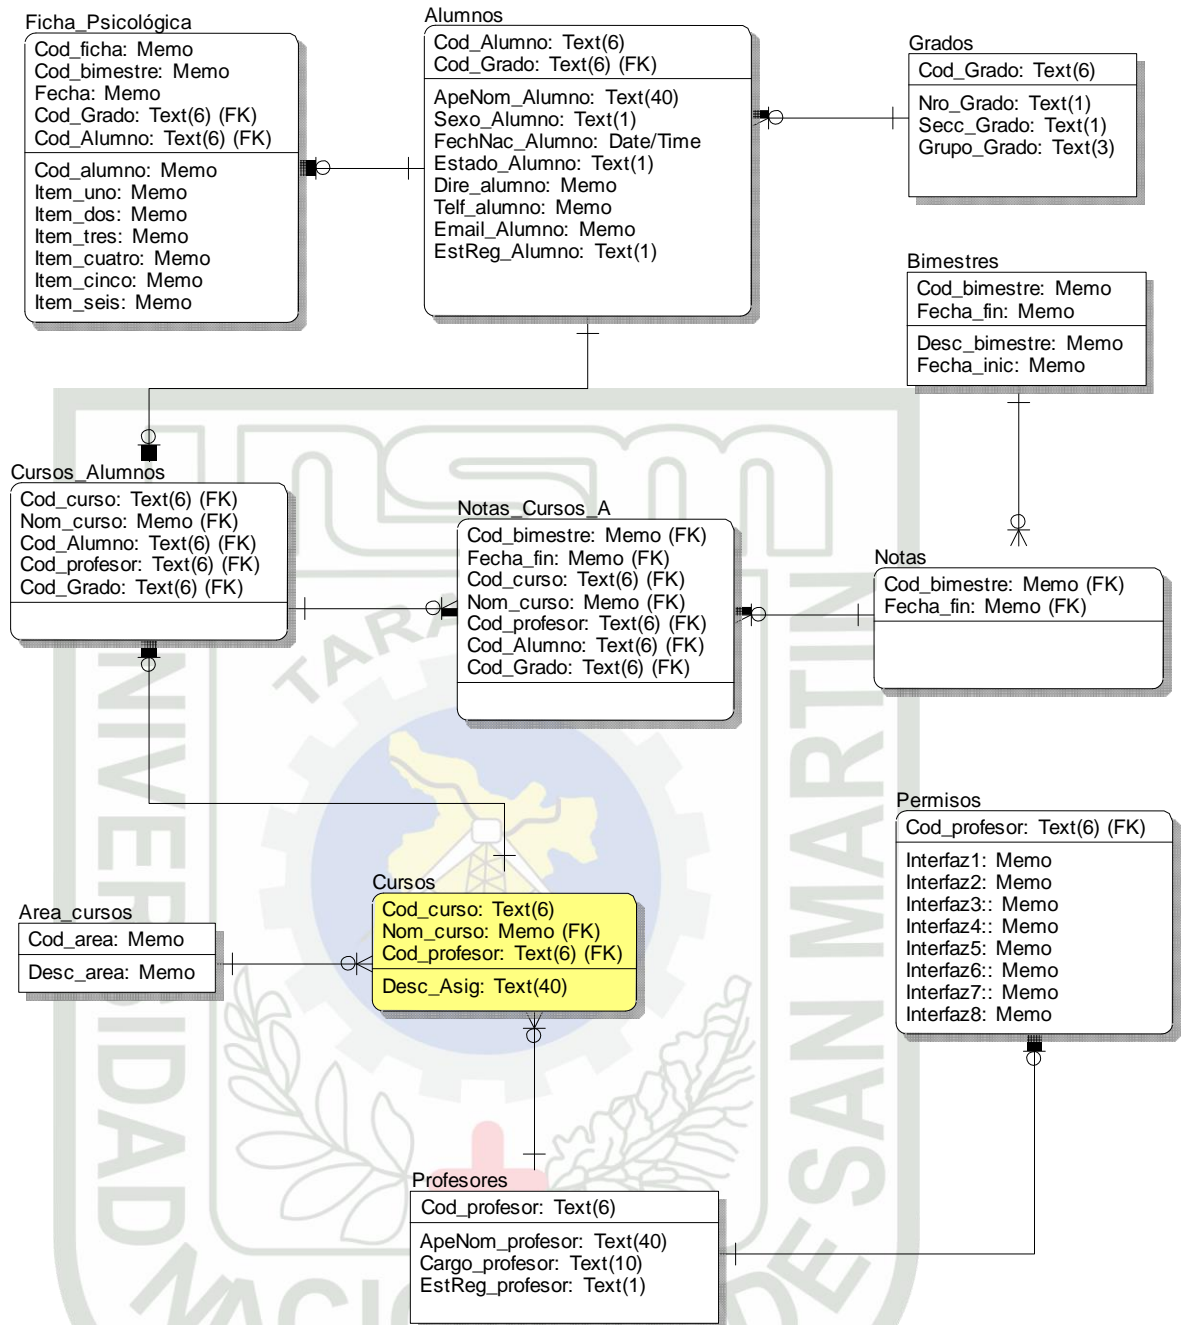 Ficha_Psicológica
Cod_ficha: Memo
Cod_bimestre: Memo
Fecha: Memo
Cod_Grado: Text(6) (FK)
Cod_Alumno: Text(6) (FK)
Cod_alumno: Memo
Item_uno: Memo
Item_dos: Memo
Item_tres: Memo
Item_cuatro: Memo
Item_cinco: Memo
Item_seis: Memo
Alumnos
Cod_Alumno: Text(6)
Cod_Grado: Text(6) (FK)
ApeNom_Alumno: Text(40)
Sexo_Alumno: Text(1)
FechNac_Alumno: Date/Time
Estado_Alumno: Text(1)
Dire_alumno: Memo
Telf_alumno: Memo
Email_Alumno: Memo
EstReg_Alumno: Text(1)
Grados
Cod_Grado: Text(6)
Nro_Grado: Text(1)
Secc_Grado: Text(1)
Grupo_Grado: Text(3)
Bimestres
Cod_bimestre: Memo
Fecha_fin: Memo
Desc_bimestre: Memo
Fecha_inic: Memo
Cursos_Alumnos
Cod_curso: Text(6) (FK)
Nom_curso: Memo (FK)
Cod_Alumno: Text(6) (FK)
Cod_profesor: Text(6) (FK)
Cod_Grado: Text(6) (FK)
Notas_Cursos_A
Cod_bimestre: Memo (FK)
Fecha_fin: Memo (FK)
Cod_curso: Text(6) (FK)
Nom_curso: Memo (FK)
Cod_profesor: Text(6) (FK)
Cod_Alumno: Text(6) (FK)
Cod_Grado: Text(6) (FK)
Notas
Cod_bimestre: Memo (FK)
Fecha_fin: Memo (FK)
Permisos
Cod_profesor: Text(6) (FK)
Interfaz1: Memo
Interfaz2: Memo
Interfaz3:: Memo
Interfaz4:: Memo
Interfaz5: Memo
Interfaz6:: Memo
Interfaz7:: Memo
Interfaz8: Memo
Area_cursos
Cod_area: Memo
Desc_area: Memo
Cursos
Cod_curso: Text(6)
Nom_curso: Memo (FK)
Cod_profesor: Text(6) (FK)
Desc_Asig: Text(40)
Profesores
Cod_profesor: Text(6)
ApeNom_profesor: Text(40)
Cargo_profesor: Text(10)
EstReg_profesor: Text(1)
unsm
UNIVERSIDAD
DE
SAN MARTIN